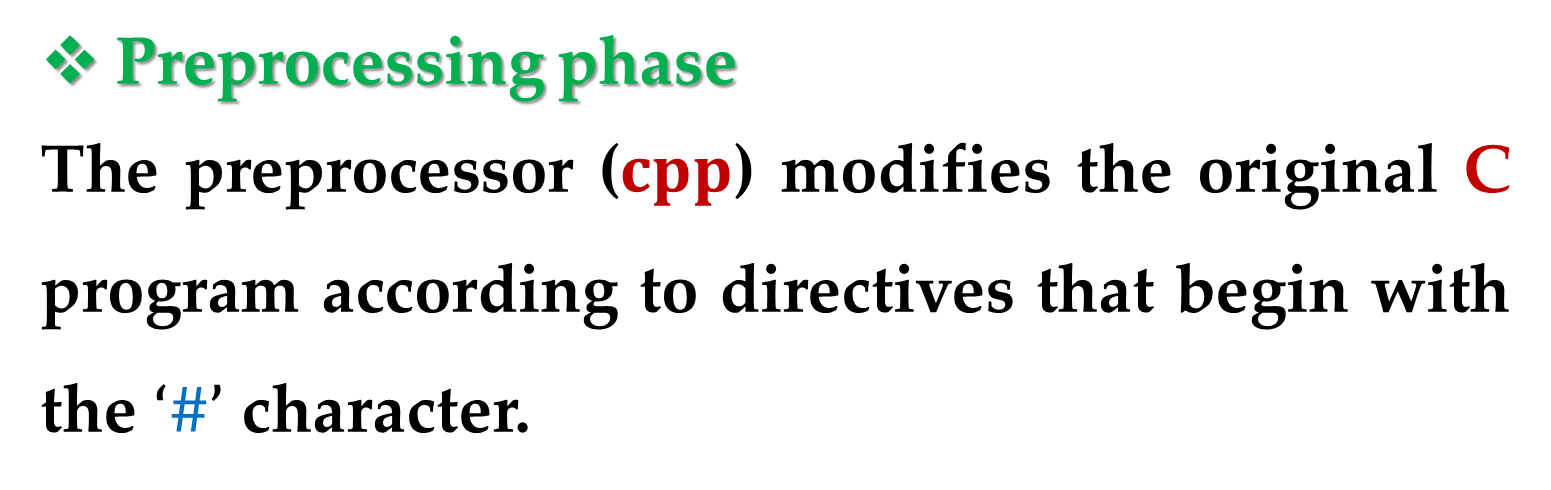 ❖ Preprocessing phase
The preprocessor (cpp) modifies the original C
program according to directives that begin with
the ‘#’ character.